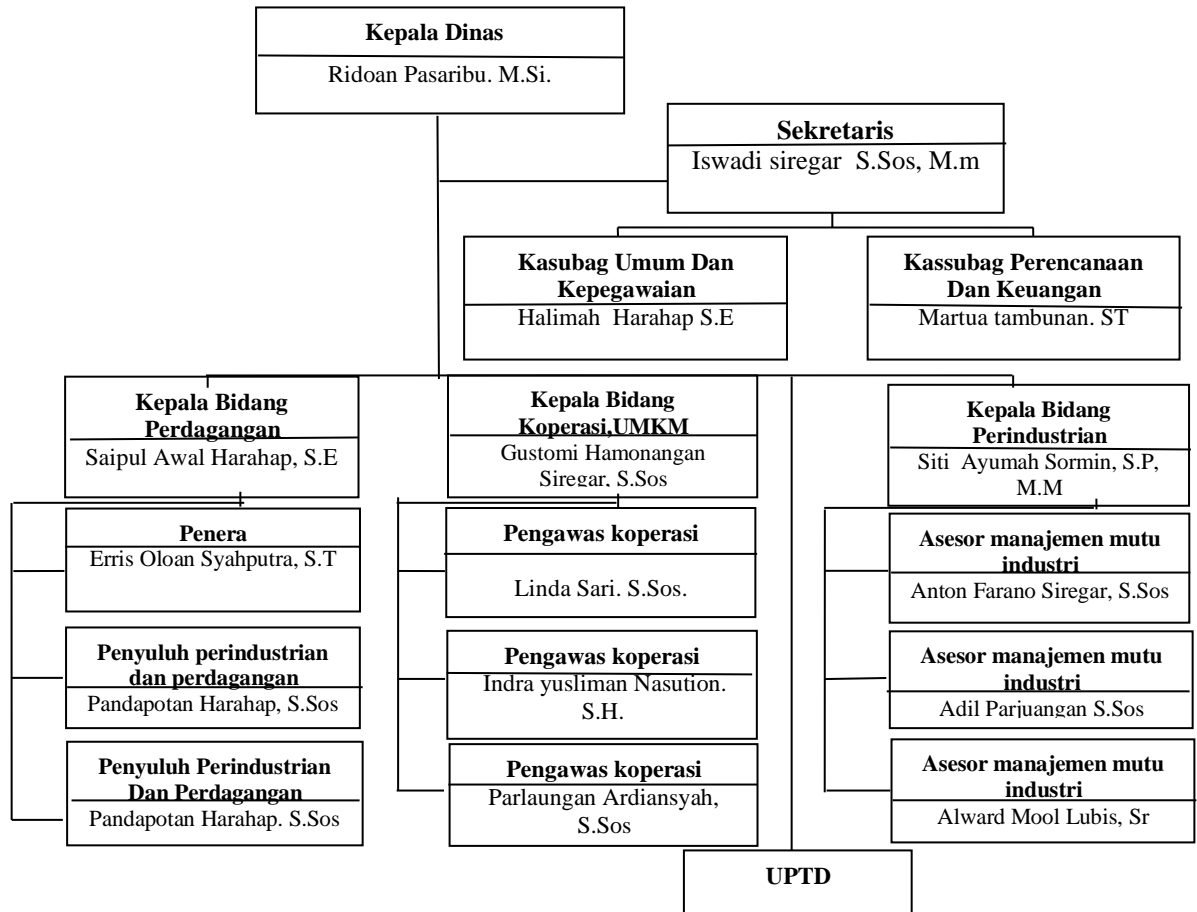 Kepala Dinas
Ridoan Pasaribu. M.Si.
Sekretaris
Iswadi siregar S.Sos, M.m
Kasubag Umum Dan
Kepegawaian
Halimah Harahap S.E
Kassubag Perencanaan
Dan Keuangan
Martua tambunan. ST
Kepala Bidang
Perdagangan
Saipul Awal Harahap, S.E
Kepala Bidang
Koperasi,UMKM
Gustomi Hamonangan
Siregar, S.Sos
Kepala Bidang
Perindustrian
Siti Ayumah Sormin, S.P,
M.M
Penera
Erris Oloan Syahputra, S.T
Penyuluh perindustrian
dan perdagangan
Pandapotan Harahap, S.Sos
Penyuluh Perindustrian
Dan Perdagangan
Pandapotan Harahap. S.Sos
Pengawas koperasi
Linda Sari. S.Sos.
Pengawas koperasi
Indra yusliman Nasution.
S.H.
Pengawas koperasi
Parlaungan Ardiansyah,
S.Sos
Asesor manajemen mutu
industri
Anton Farano Siregar, S.Sos
Asesor manajemen mutu
industri
Adil Parjuangan S.Sos
Asesor manajemen mutu
industri
Alward Mool Lubis, Sr
UPTD